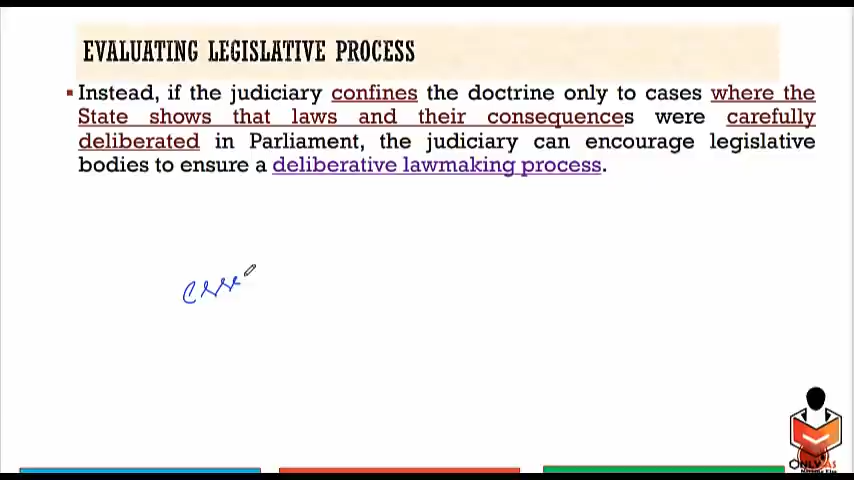 EVALUATING LEGISLATIVE PROCESS
Instead, if the judiciary confines the doctrine only to cases where the
State shows that laws and their consequences were carefully
deliberated in Parliament, the judiciary can encourage legislative
bodies to ensure a deliberative lawmaking process.